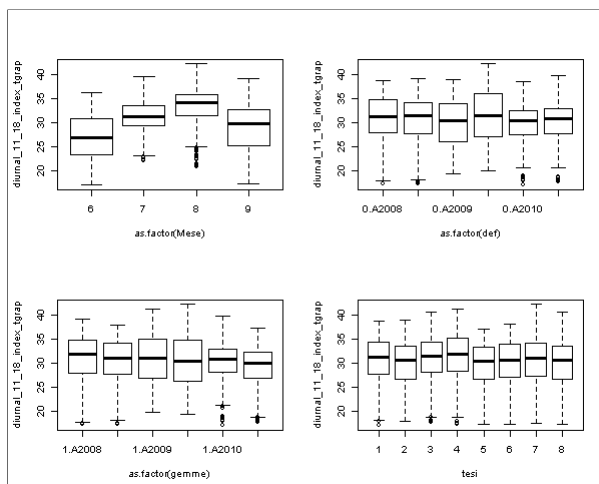 diurnal_11_18_index_tgrap
40
35
30
25
20
6 7 8 9
as.factor(Mese)
diurnal_11_18_index_tgrap
40
35
30
25
20
0.A2008 0.A2009 0.A2010
as.factor(def)
diurnal_11_18_index_tgrap
40
35
30
25
20
1.A2008 1.A2009 1.A2010
as.factor(gemme)
diurnal_11_18_index_tgrap
40
35
30
25
20
1 2 3 4 5 6 7 8
tesi